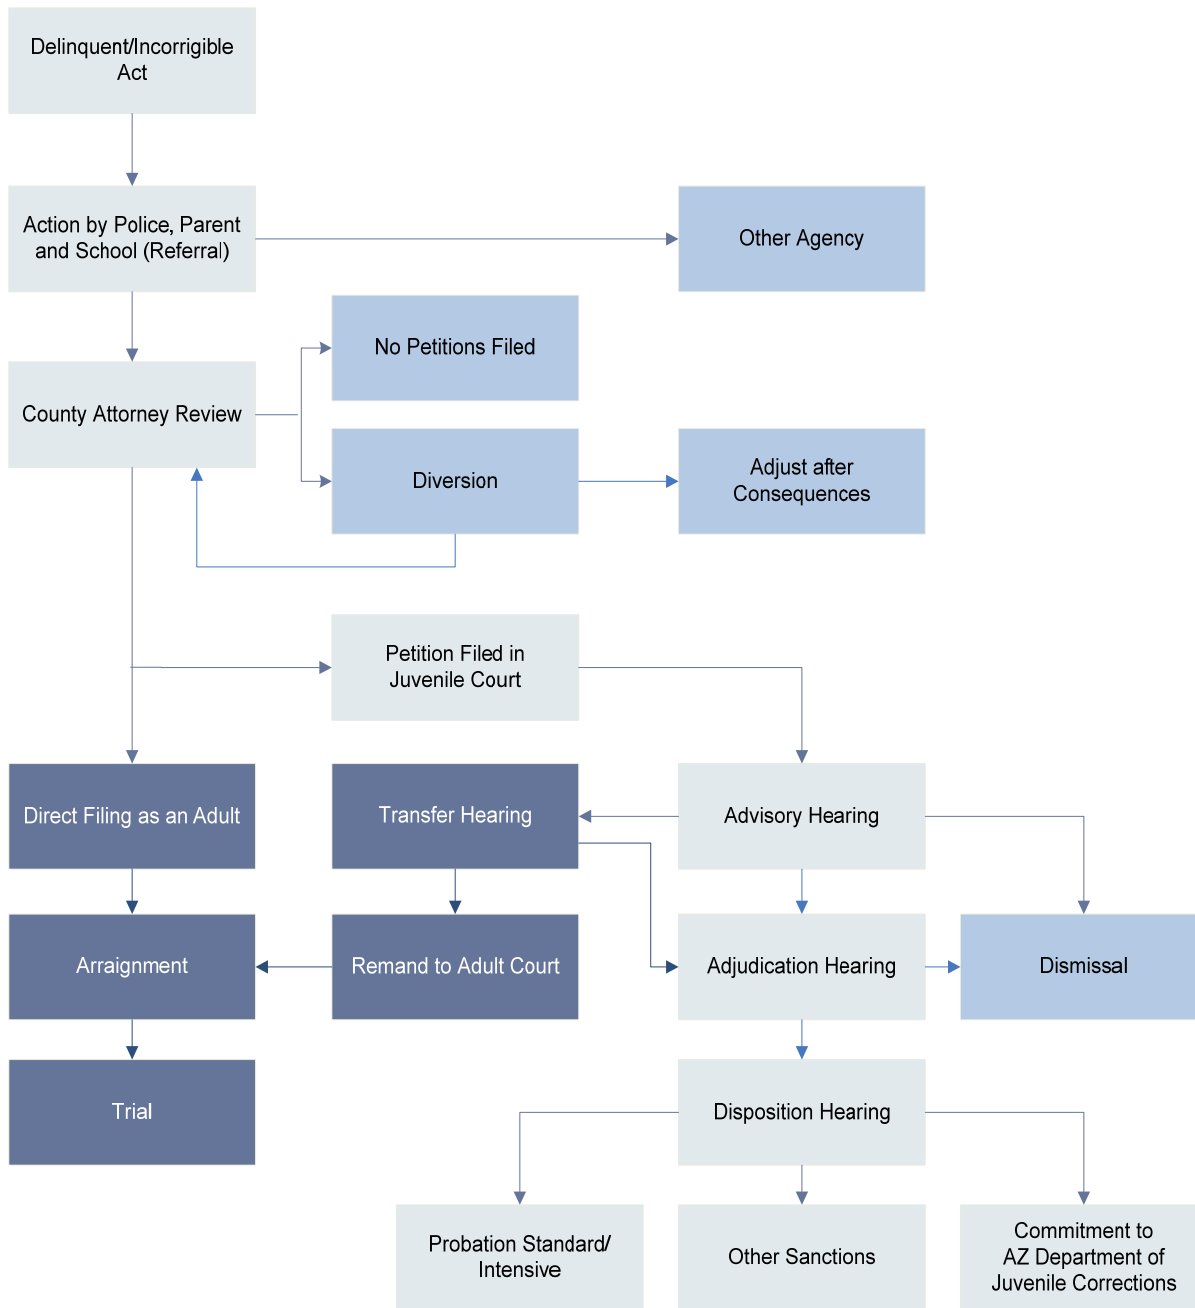 Delinquent/Incorrigible
Act
Action by Police, Parent
and School (Referral)
Other Agency
No Petitions Filed
County Attorney Review
Diversion
Adjust after
Consequences
Petition Filed in
Juvenile Court
Direct Filing as an Adult
Transfer Hearing
Advisory Hearing
Arraignment
Remand to Adult Court
Adjudication Hearing
Dismissal
Trial
Disposition Hearing
Probation Standard/
Intensive
Other Sanctions
Commitment to
AZ Department of
Juvenile Corrections